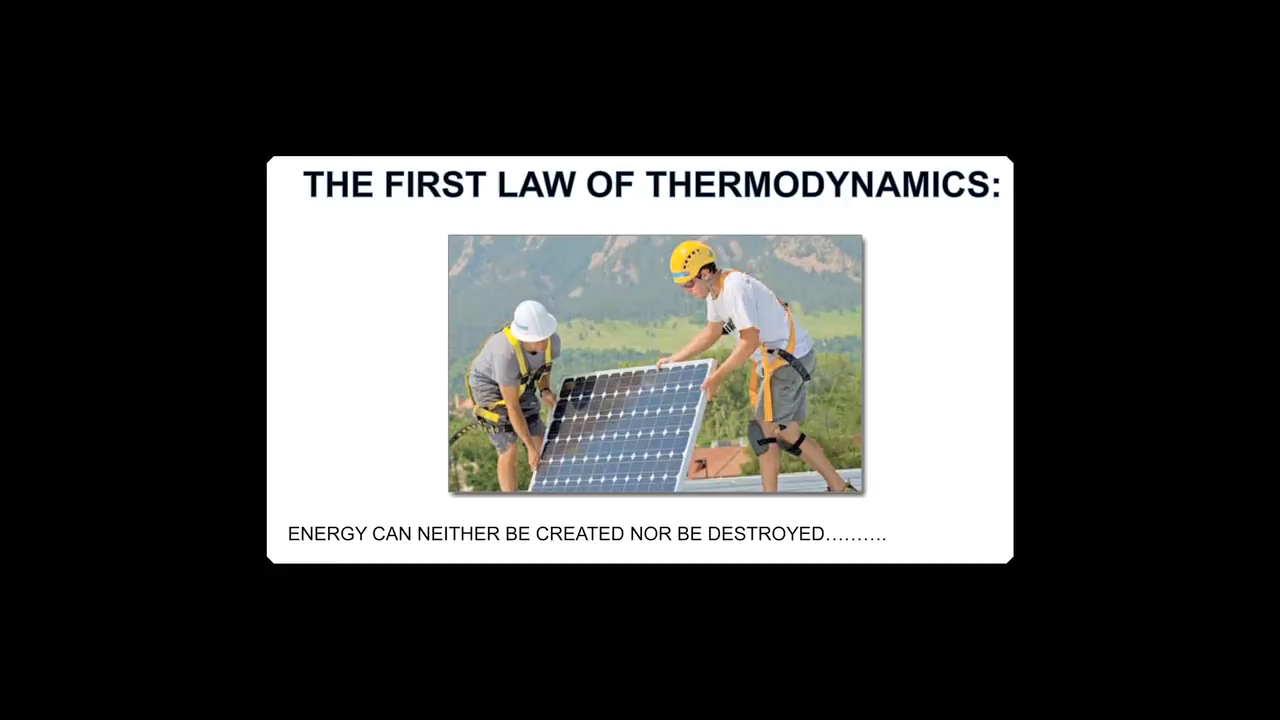 THE FIRST LAW OF THERMODYNAMICS:
ENERGY CAN NEITHER BE CREATED NOR BE DESTROYED……….